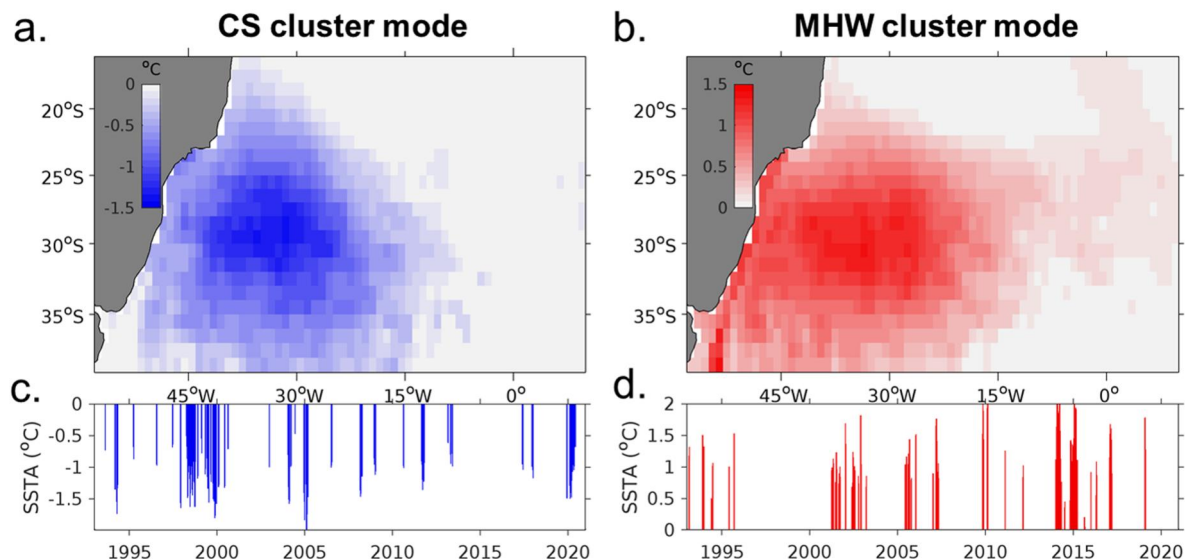 a. CS cluster mode
b. MHW cluster mode
°C
0
-0.5
-1
-1.5
20°S
25°S
30°S
35°S
45°W 30°W 15°W 0°
°C
1.5
1
0.5
0
20°S
25°S
30°S
35°S
45°W 30°W 15°W 0°
c.
SSTA (°C)
0
-0.5
-1
-1.5
1995 2000 2005 2010 2015 2020
d.
SSTA (°C)
2
1.5
1
0.5
0
1995 2000 2005 2010 2015 2020